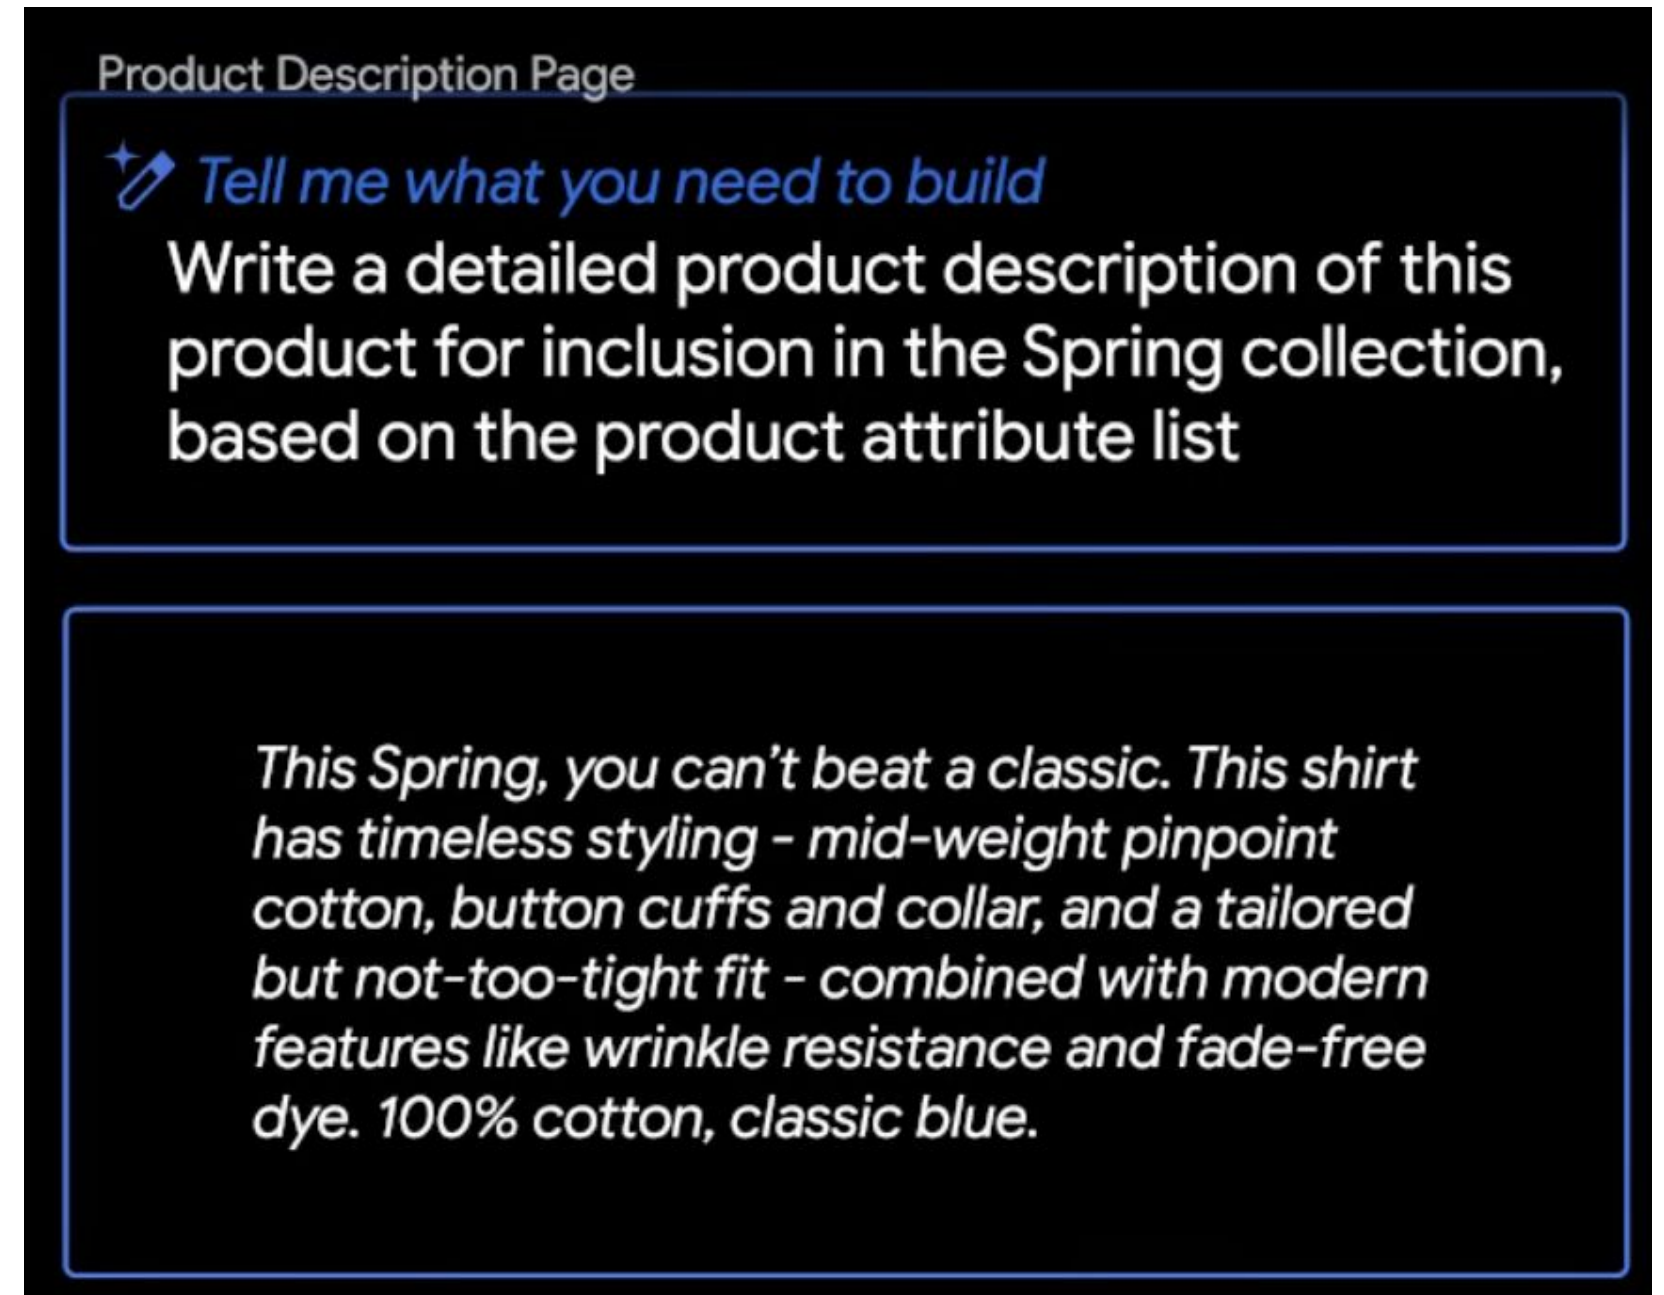 Product Description Page
Tell me what you need to build
Write a detailed product description of this
product for inclusion in the Spring collection,
based on the product attribute list
This Spring, you can't beat a classic. This shirt
has timeless styling - mid-weight pinpoint
cotton, button cuffs and collar, and a tailored
but not-too-tight fit - combined with modern
features like wrinkle resistance and fade-free
dye. 100% cotton, classic blue.